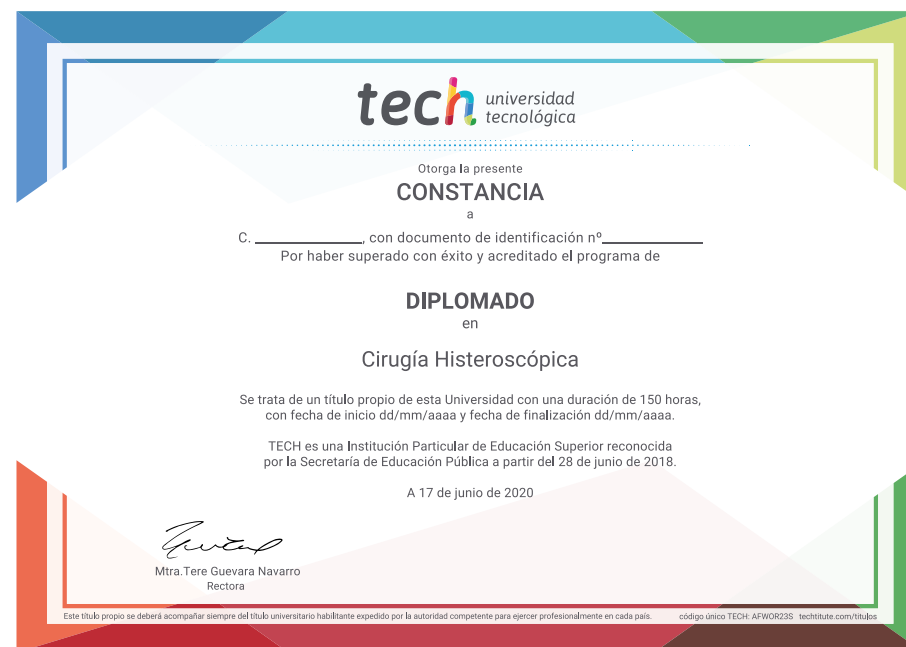 tech universidad
tecnológica
Otorga la presente
CONSTANCIA
a
C. ______________, con documento de identificación nº_____________
Por haber superado con éxito y acreditado el programa de
DIPLOMADO
en
Cirugía Histeroscópica
Se trata de un título propio de esta Universidad con una duración de 150 horas,
con fecha de inicio dd/mm/aaaa y fecha de finalización dd/mm/aaaa.
TECH es una Institución Particular de Educación Superior reconocida
por la Secretaría de Educación Pública a partir del 28 de junio de 2018.
A 17 de junio de 2020
Mtra.Tere Guevara Navarro
Rectora
Este título propio se deberá acompañar siempre del título universitario habilitante expedido por la autoridad competente para ejercer profesionalmente en cada país. código único TECH: AFWOR23S techtitute.com/titulos